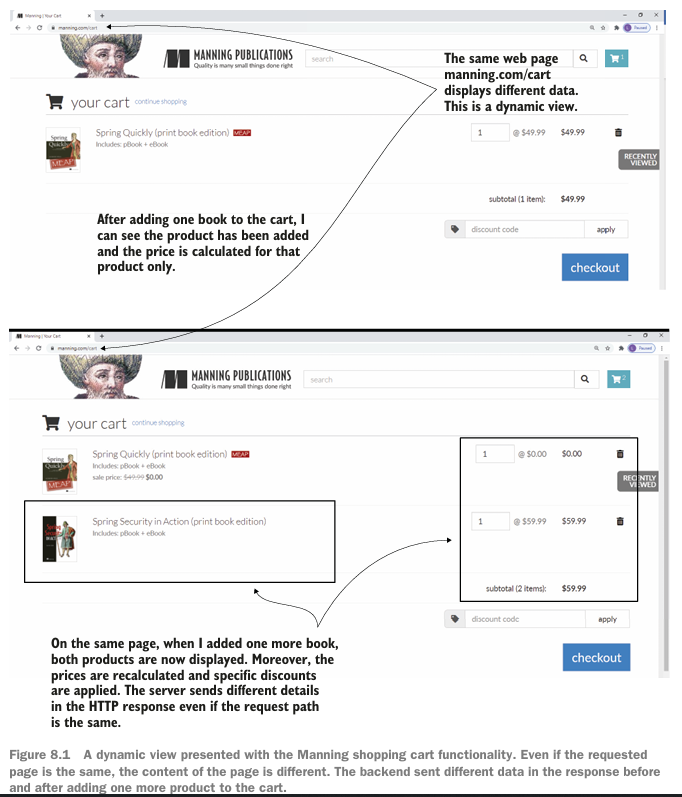 Manning | Your Cart
manning.com/cart
Paused
MANNING PUBLICATIONS
Quality is many small things done right
search
1
The same web page
manning.com/cart
displays different data.
This is a dynamic view.
your cart continue shopping
Spring Quickly (print book edition) MEAP
Includes: pBook + eBook
1 @ $49.99 $49.99
Spring
Quickly
MEAP
RECENTLY
VIEWED
subtotal (1 item): $49.99
After adding one book to the cart, I
can see the product has been added
and the price is calculated for that
product only.
discount code apply
checkout
Manning | Your Cart
manning.com/cart
Paused
MANNING PUBLICATIONS
Quality is many small things done right
search
2
your cart continue shopping
Spring Quickly (print book edition) MEAP
Includes: pBook + eBook
sale price: $49.99 $0.00
1 @ $0.00 $0.00
Spring
Quickly
MEAP
RECENTLY
VIEWED
Spring Security in Action (print book edition)
Includes: pBook + eBook
1 @ $59.99 $59.99
Spring
Security
subtotal (2 items): $59.99
discount code apply
checkout
On the same page, when I added one more book,
both products are now displayed. Moreover, the
prices are recalculated and specific discounts
are applied. The server sends different details
in the HTTP response even if the request path
is the same.
Figure 8.1 A dynamic view presented with the Manning shopping cart functionality. Even if the requested
page is the same, the content of the page is different. The backend sent different data in the response before
and after adding one more product to the cart.